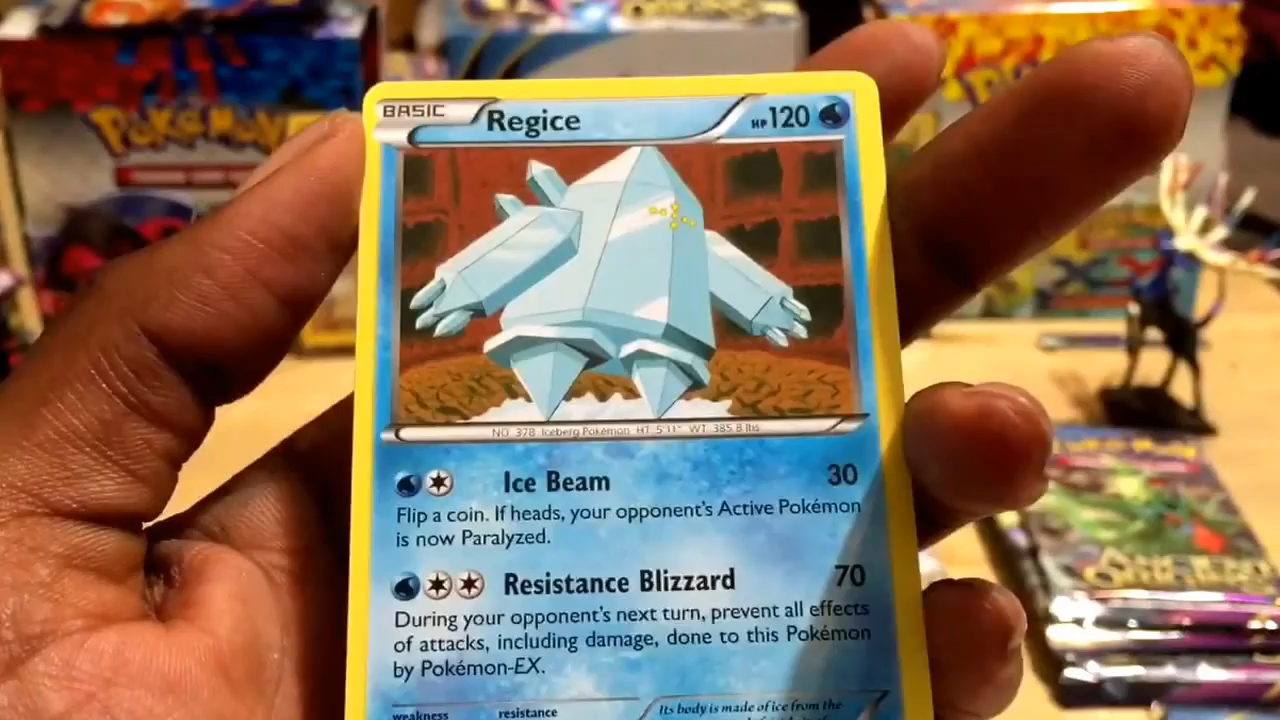 Pokémon
BASIC
Regice
HP 120
NO. 378 Iceberg Pokémon HT: 5'11" WT: 385.8 lbs
Ice Beam 30
Flip a coin. If heads, your opponent's Active Pokémon
is now Paralyzed.
Resistance Blizzard 70
During your opponent's next turn, prevent all effects
of attacks, including damage, done to this Pokémon
by Pokémon-EX.
weakness resistance
Its body is made of ice from the